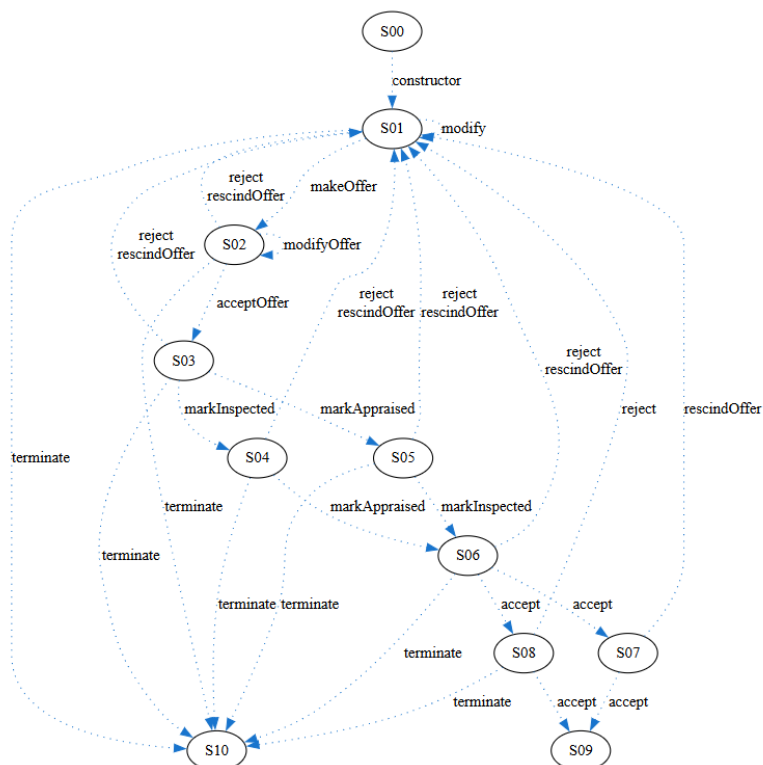 S00
constructor
S01
modify
reject
rescindOffer
makeOffer
reject
rescindOffer
S02
modifyOffer
acceptOffer
reject
rescindOffer
reject
rescindOffer
S03
reject
rescindOffer
markInspected
markAppraised
reject
rescindOffer
terminate
S04
S05
terminate
markAppraised
markInspected
terminate
S06
terminate
terminate
accept
accept
terminate
S08
S07
terminate
accept
accept
S10
S09